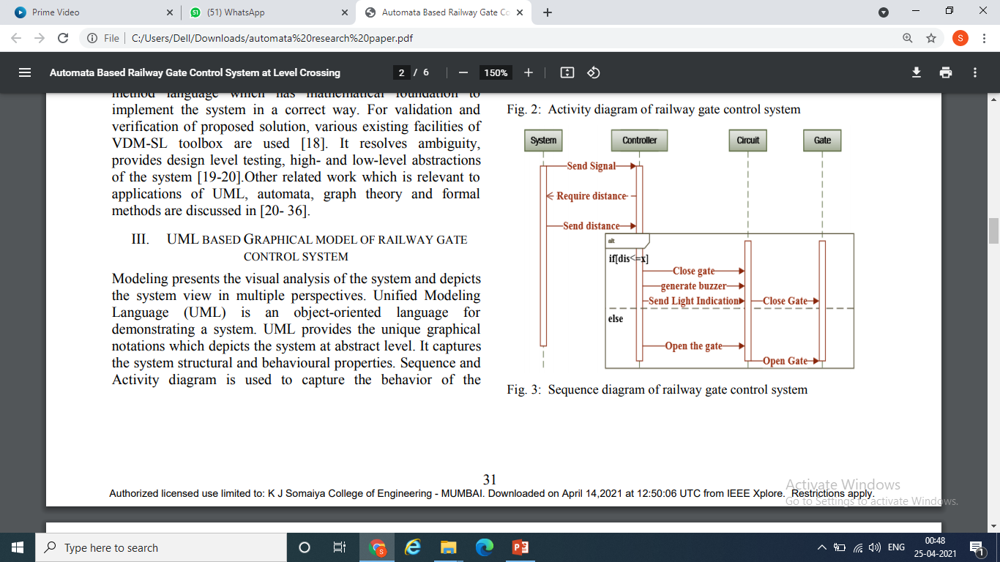 Prime Video
(51) WhatsApp
Automata Based Railway Gate Co
File
C:/Users/Dell/Downloads/automata%20research%20paper.pdf
S
Automata Based Railway Gate Control System at Level Crossing
2 / 6
150%
method language which has mathematical foundation to
implement the system in a correct way. For validation and
verification of proposed solution, various existing facilities of
VDM-SL toolbox are used [18]. It resolves ambiguity,
provides design level testing, high- and low-level abstractions
of the system [19-20].Other related work which is relevant to
applications of UML, automata, graph theory and formal
methods are discussed in [20- 36].
III. UML BASED GRAPHICAL MODEL OF RAILWAY GATE
CONTROL SYSTEM
Modeling presents the visual analysis of the system and depicts
the system view in multiple perspectives. Unified Modeling
Language (UML) is an object-oriented language for
demonstrating a system. UML provides the unique graphical
notations which depicts the system at abstract level. It captures
the system structural and behavioural properties. Sequence and
Activity diagram is used to capture the behavior of the
Fig. 2: Activity diagram of railway gate control system
System
Controller
Circuit
Gate
Send Signal
Require distance
Send distance
alt
if[dis<=x]
Close gate
generate buzzer
Send Light Indication
Close Gate
else
Open the gate
Open Gate
Fig. 3: Sequence diagram of railway gate control system
31
Authorized licensed use limited to: K J Somaiya College of Engineering - MUMBAI. Downloaded on April 14,2021 at 12:50:06 UTC from IEEE Xplore. Restrictions apply.
Activate Windows
Go to Settings to activate Windows.
Type here to search
ENG
00:48
25-04-2021
1